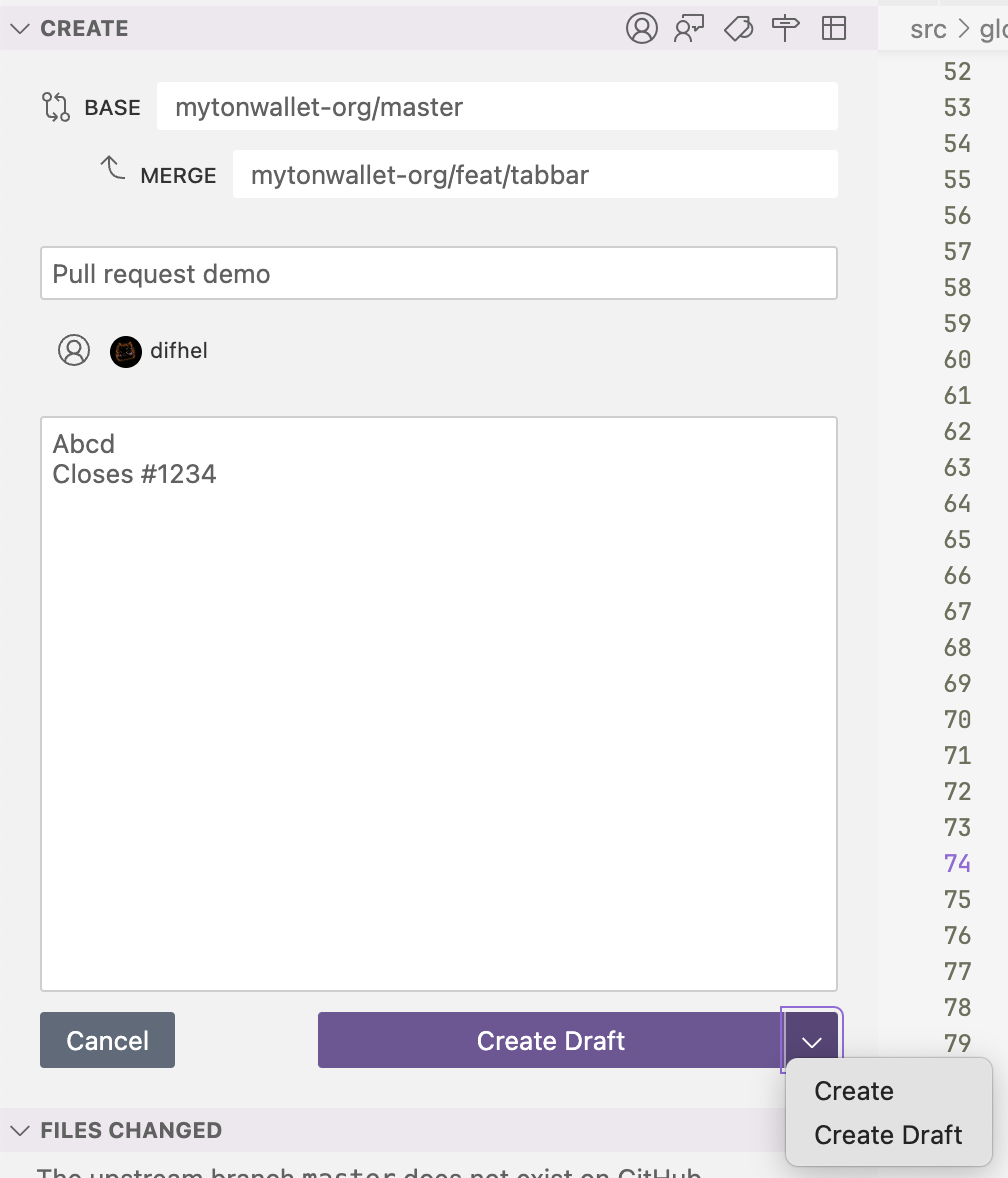 CREATE
src > glo
BASE mytonwallet-org/master
MERGE mytonwallet-org/feat/tabbar
Pull request demo
difhel
Abcd
Closes #1234
Cancel
Create Draft
Create
Create Draft
FILES CHANGED
The upstream branch master does not exist on GitHub
52
53
54
55
56
57
58
59
60
61
62
63
64
65
66
67
68
69
70
71
72
73
74
75
76
77
78
79